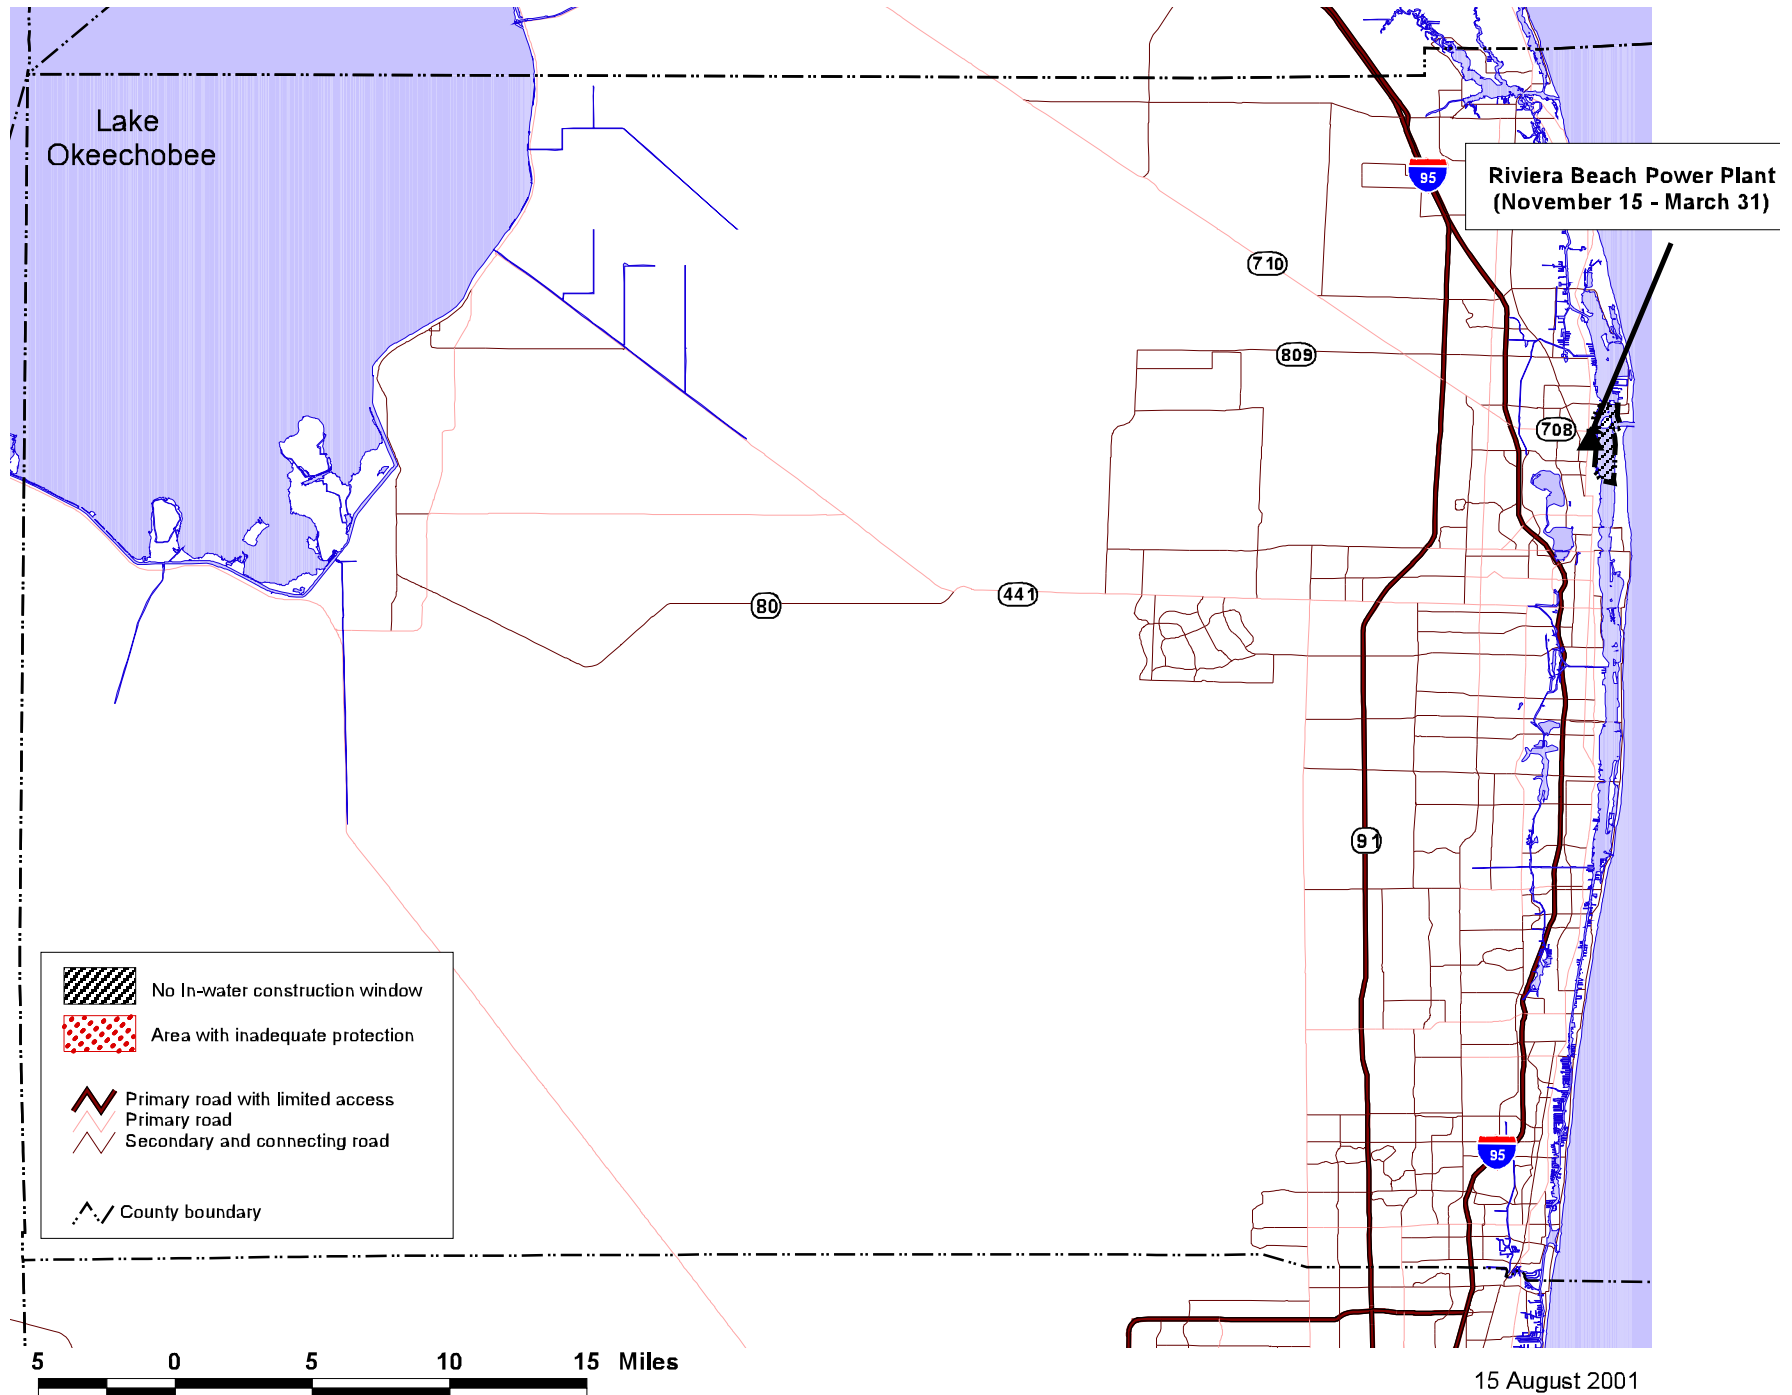 Lake
Okeechobee
95
Riviera Beach Power Plant
(November 15 - March 31)
710
809
708
80
441
91
No In-water construction window
Area with inadequate protection
Primary road with limited access
Primary road
Secondary and connecting road
County boundary
95
5 0 5 10 15 Miles
15 August 2001